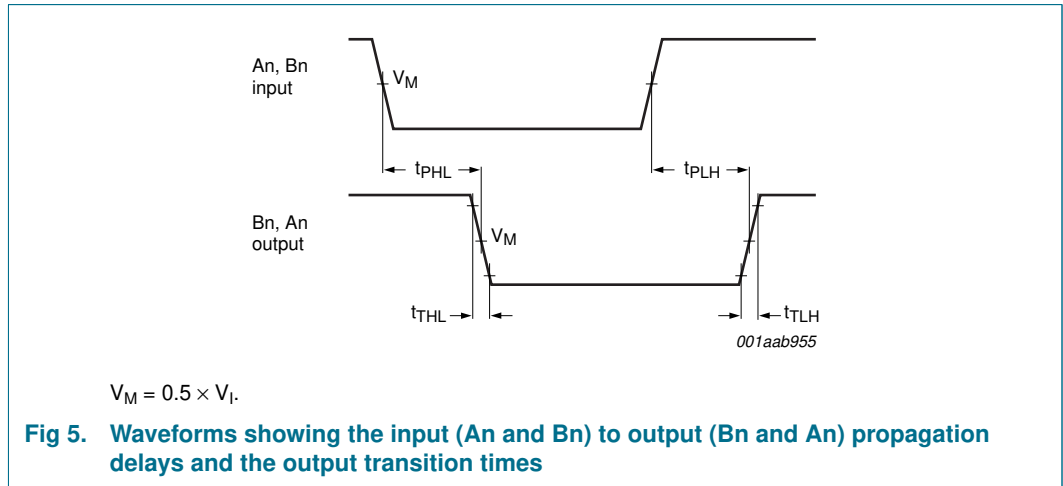 An, Bn
input
VM
tPHL
tPLH
Bn, An
output
VM
tTHL
tTLH
001aab955
VM = 0.5 × VI.
Fig 5. Waveforms showing the input (An and Bn) to output (Bn and An) propagation
delays and the output transition times